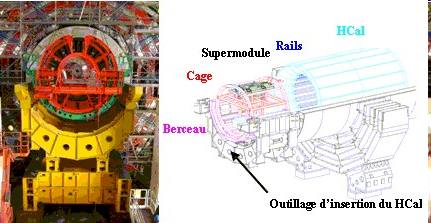 HCal
Rails
Supermodule
Cage
Berceau
Outillage d'insertion du HCal